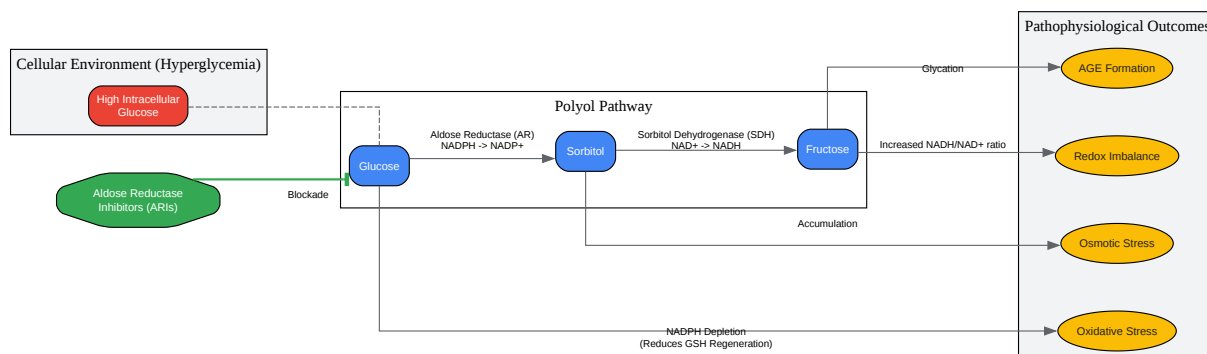 Pathophysiological Outcomes
Cellular Environment (Hyperglycemia)
High Intracellular
Glucose
Aldose Reductase
Inhibitors (ARIs)
Blockade
Polyol Pathway
Glucose
Aldose Reductase (AR)
NADPH -> NADP+
Sorbitol
Sorbitol Dehydrogenase (SDH)
NAD+ -> NADH
Fructose
Glycation
AGE Formation
Increased NADH/NAD+ ratio
Redox Imbalance
Accumulation
Osmotic Stress
NADPH Depletion
(Reduces GSH Regeneration)
Oxidative Stress